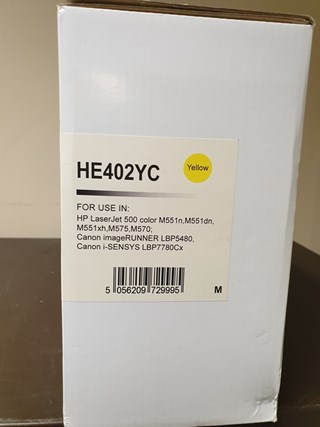 HE402YC
Yellow
FOR USE IN:
HP LaserJet 500 color M551n,M551dn,
M551xh,M575,M570;
Canon imageRUNNER LBP5480,
Canon i-SENSYS LBP7780Cx
5 056209 729995
M